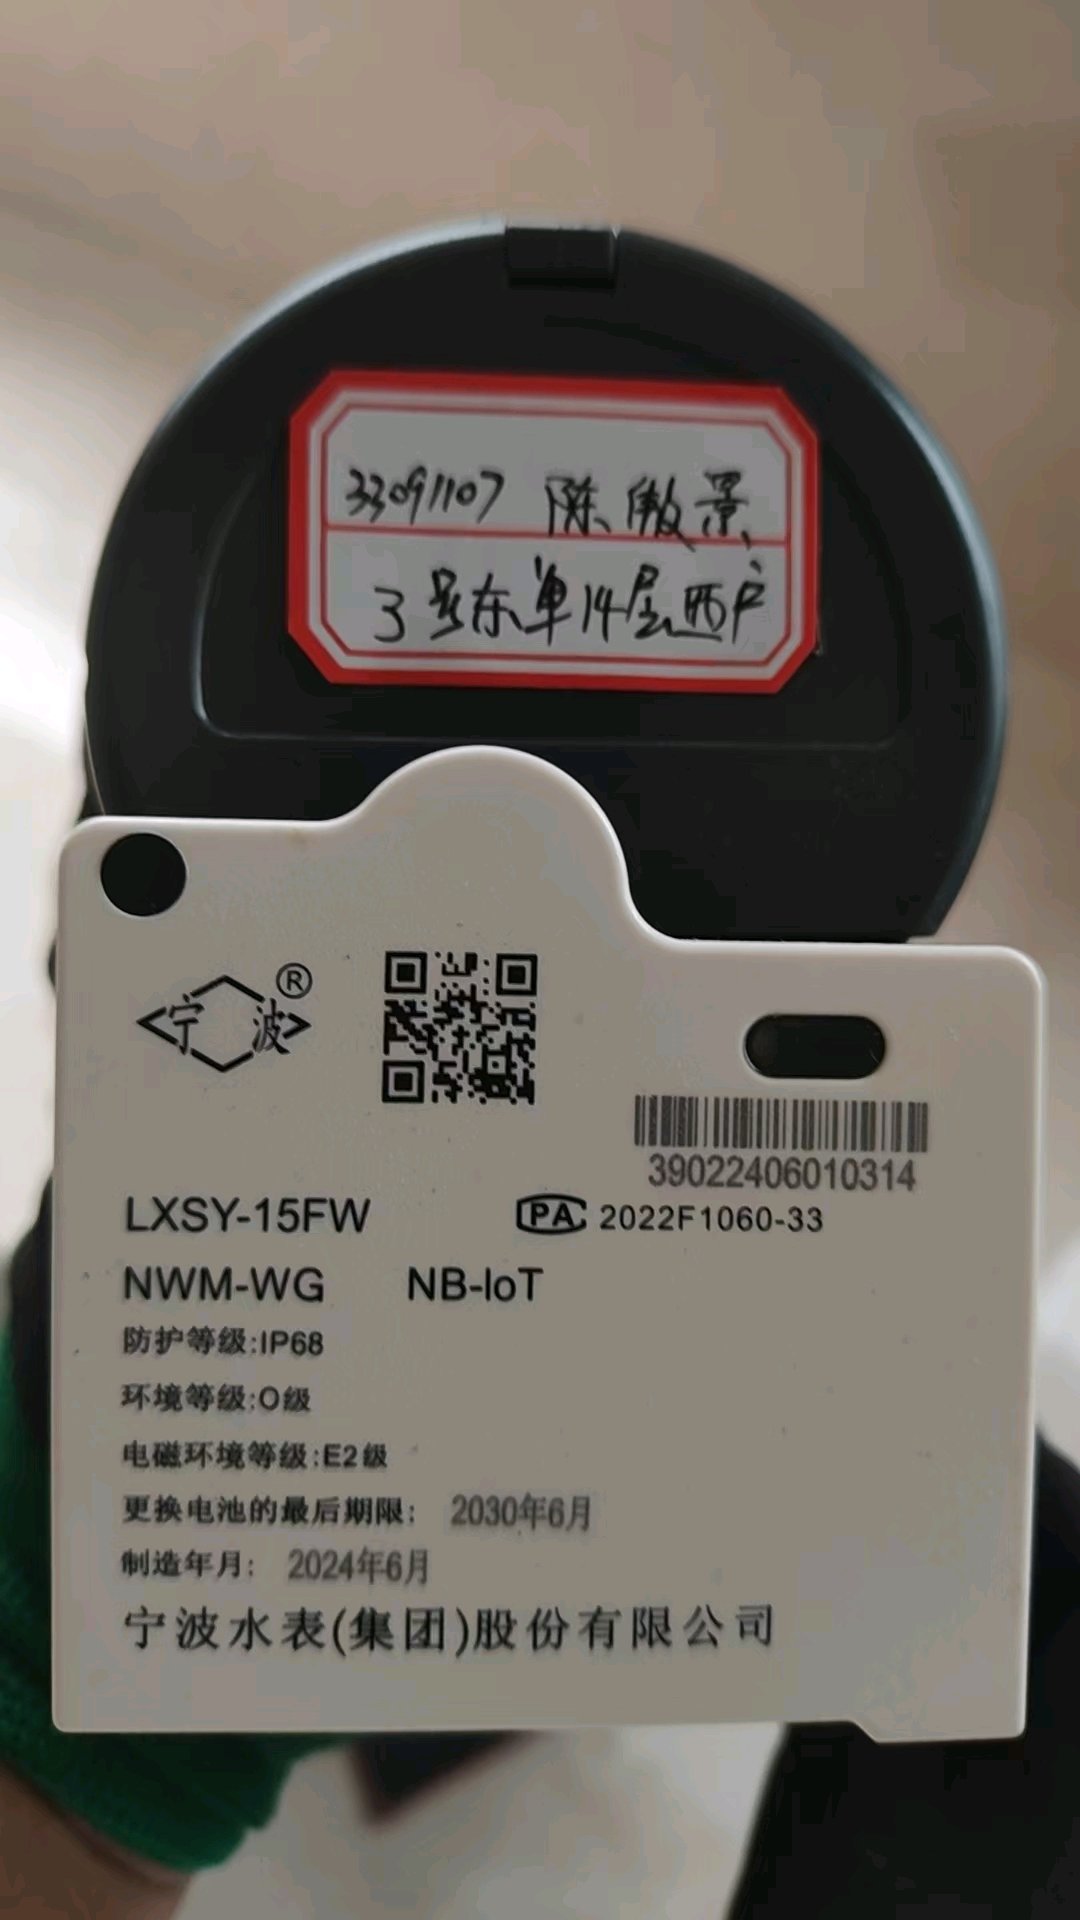 33091107 陈傲景
3号东单14层西户
宁波®
39022406010314
LXSY-15FW
PA 2022F1060-33
NWM-WG NB-IoT
防护等级:IP68
环境等级:O级
电磁环境等级:E2级
更换电池的最后期限: 2030年6月
制造年月: 2024年6月
宁波水表(集团)股份有限公司